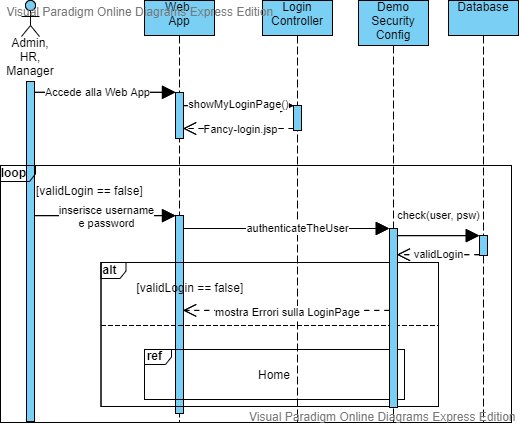 Visual Paradigm Online Diagrams Express Edition
Admin,
HR,
Manager
Web
App
Login
Controller
Demo
Security
Config
Database
Accede alla Web App
showMyLoginPage()
Fancy-login.jsp
loop
[validLogin == false]
inserisce username
e password
authenticateTheUser
check(user, psw)
validLogin
alt
[validLogin == false]
mostra Errori sulla LoginPage
ref
Home
Visual Paradigm Online Diagrams Express Edition